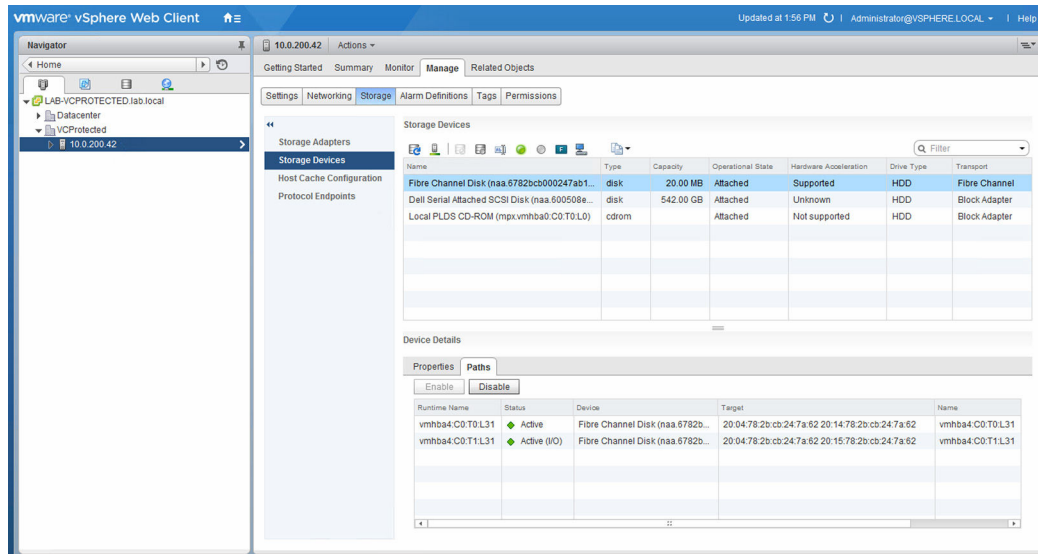 vmware® vSphere Web Client
Updated at 1:56 PM | Administrator@VSPHERE.LOCAL | Help
Navigator
Home
LAB-VCPROTECTED.lab.local
Datacenter
VCProtected
10.0.200.42
10.0.200.42 Actions
Getting Started Summary Monitor Manage Related Objects
Settings Networking Storage Alarm Definitions Tags Permissions
Storage Adapters
Storage Devices
Host Cache Configuration
Protocol Endpoints
Storage Devices
Filter
Name Type Capacity Operational State Hardware Acceleration Drive Type Transport
Fibre Channel Disk (naa.6782bcb000247ab1... disk 20.00 MB Attached Supported HDD Fibre Channel
Dell Serial Attached SCSI Disk (naa.600508e... disk 542.00 GB Attached Unknown HDD Block Adapter
Local PLDS CD-ROM (mpx.vmhba0:C0:T0:L0) cdrom Attached Not supported HDD Block Adapter
Device Details
Properties Paths
Enable Disable
Runtime Name Status Device Target Name
vmhba4:C0:T0:L31 Active Fibre Channel Disk (naa.6782b... 20:04:78:2b:cb:24:7a:62 20:14:78:2b:cb:24:7a:62 vmhba4:C0:T0:L31
vmhba4:C0:T1:L31 Active (I/O) Fibre Channel Disk (naa.6782b... 20:04:78:2b:cb:24:7a:62 20:15:78:2b:cb:24:7a:62 vmhba4:C0:T1:L31